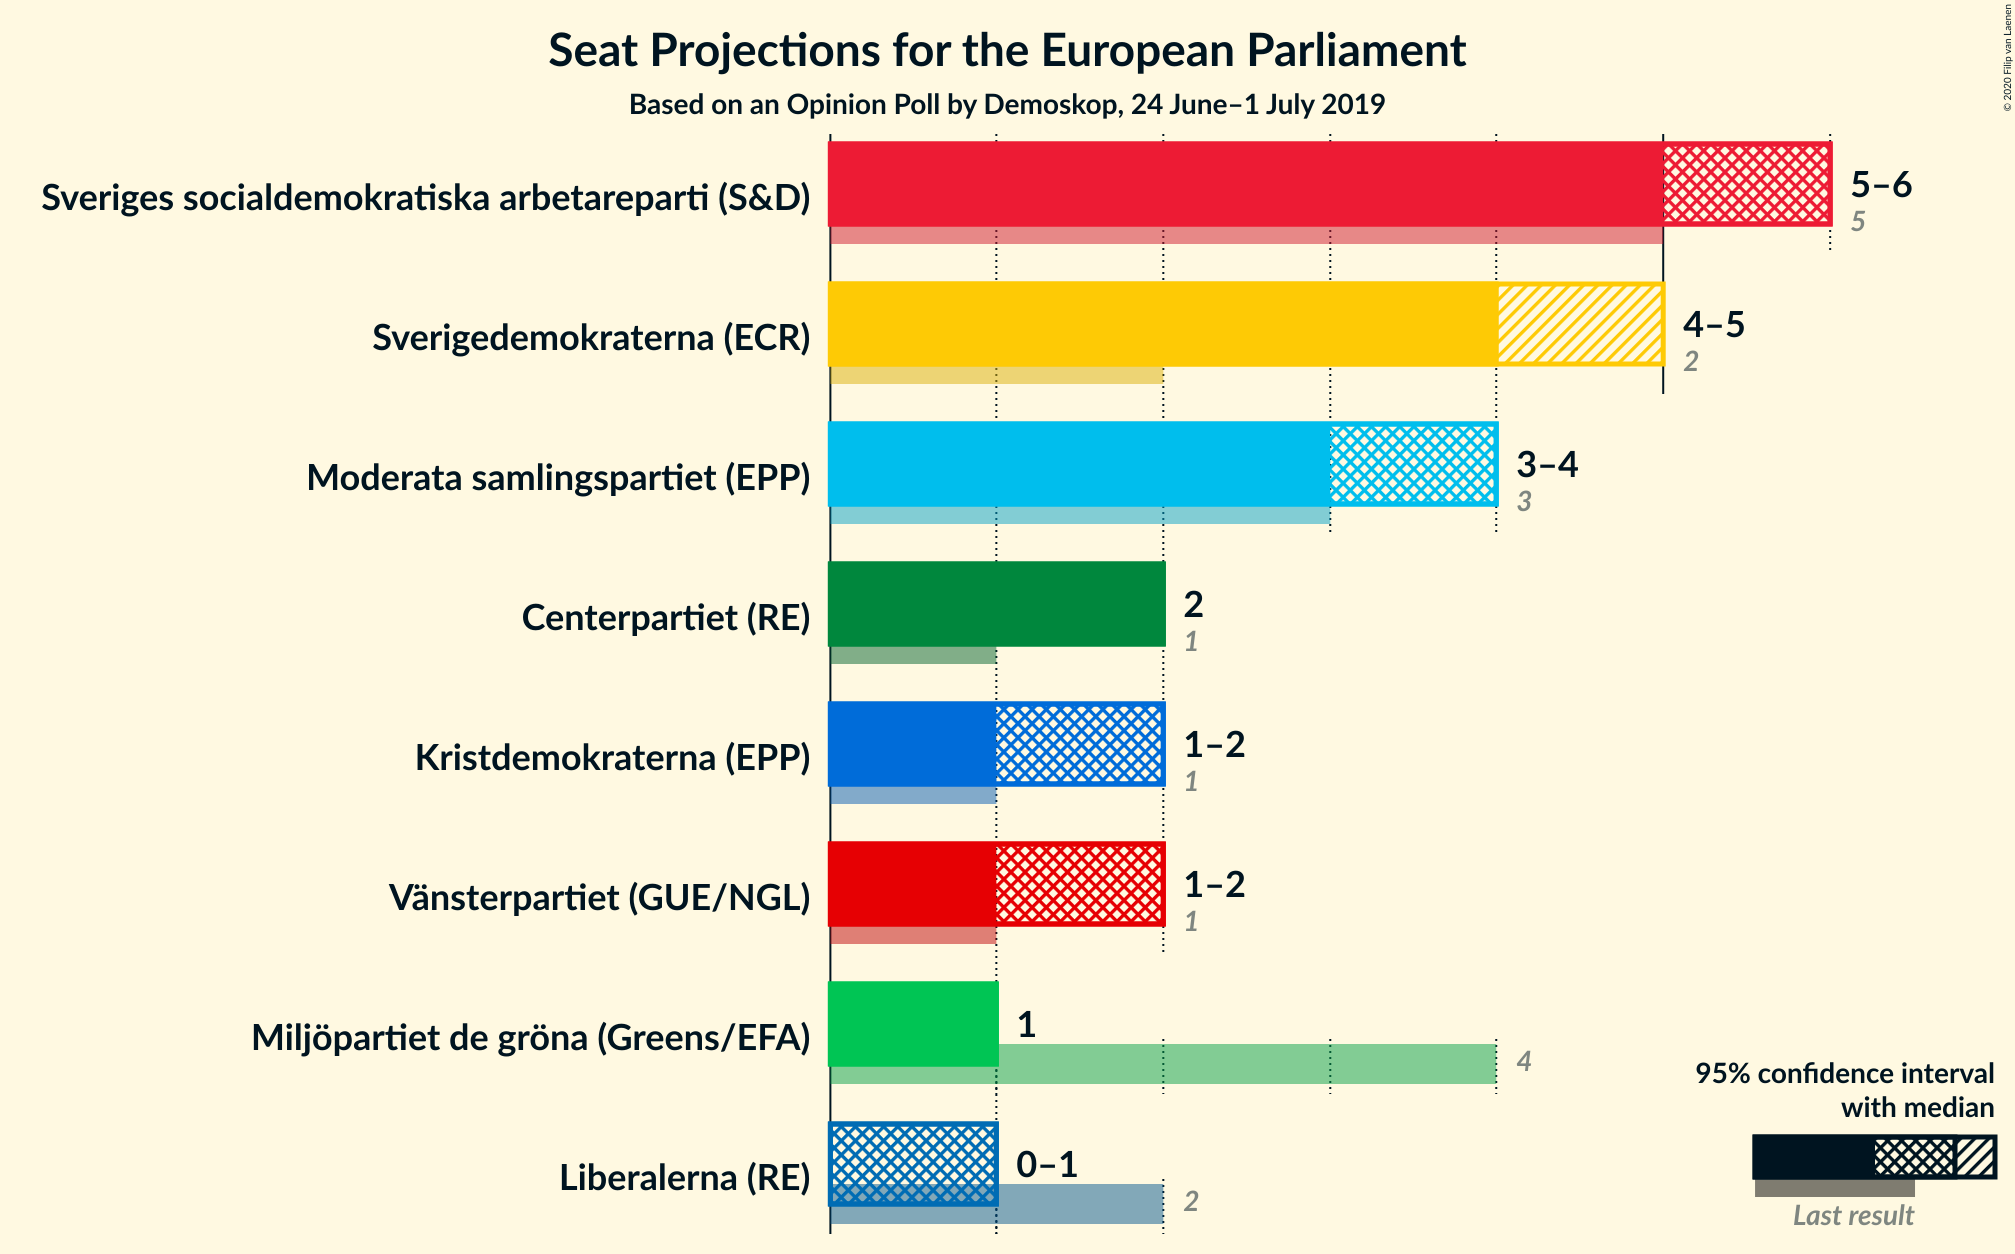 Seat Projections for the European Parliament
Based on an Opinion Poll by Demoskop, 24 June–1 July 2019
© 2020 Filip van Laenen
Sveriges socialdemokratiska arbetareparti (S&D)
5–6
5
Sverigedemokraterna (ECR)
4–5
2
Moderata samlingspartiet (EPP)
3–4
3
Centerpartiet (RE)
2
1
Kristdemokraterna (EPP)
1–2
1
Vänsterpartiet (GUE/NGL)
1–2
1
Miljöpartiet de gröna (Greens/EFA)
1
4
Liberalerna (RE)
0–1
2
95% confidence interval
with median
Last result